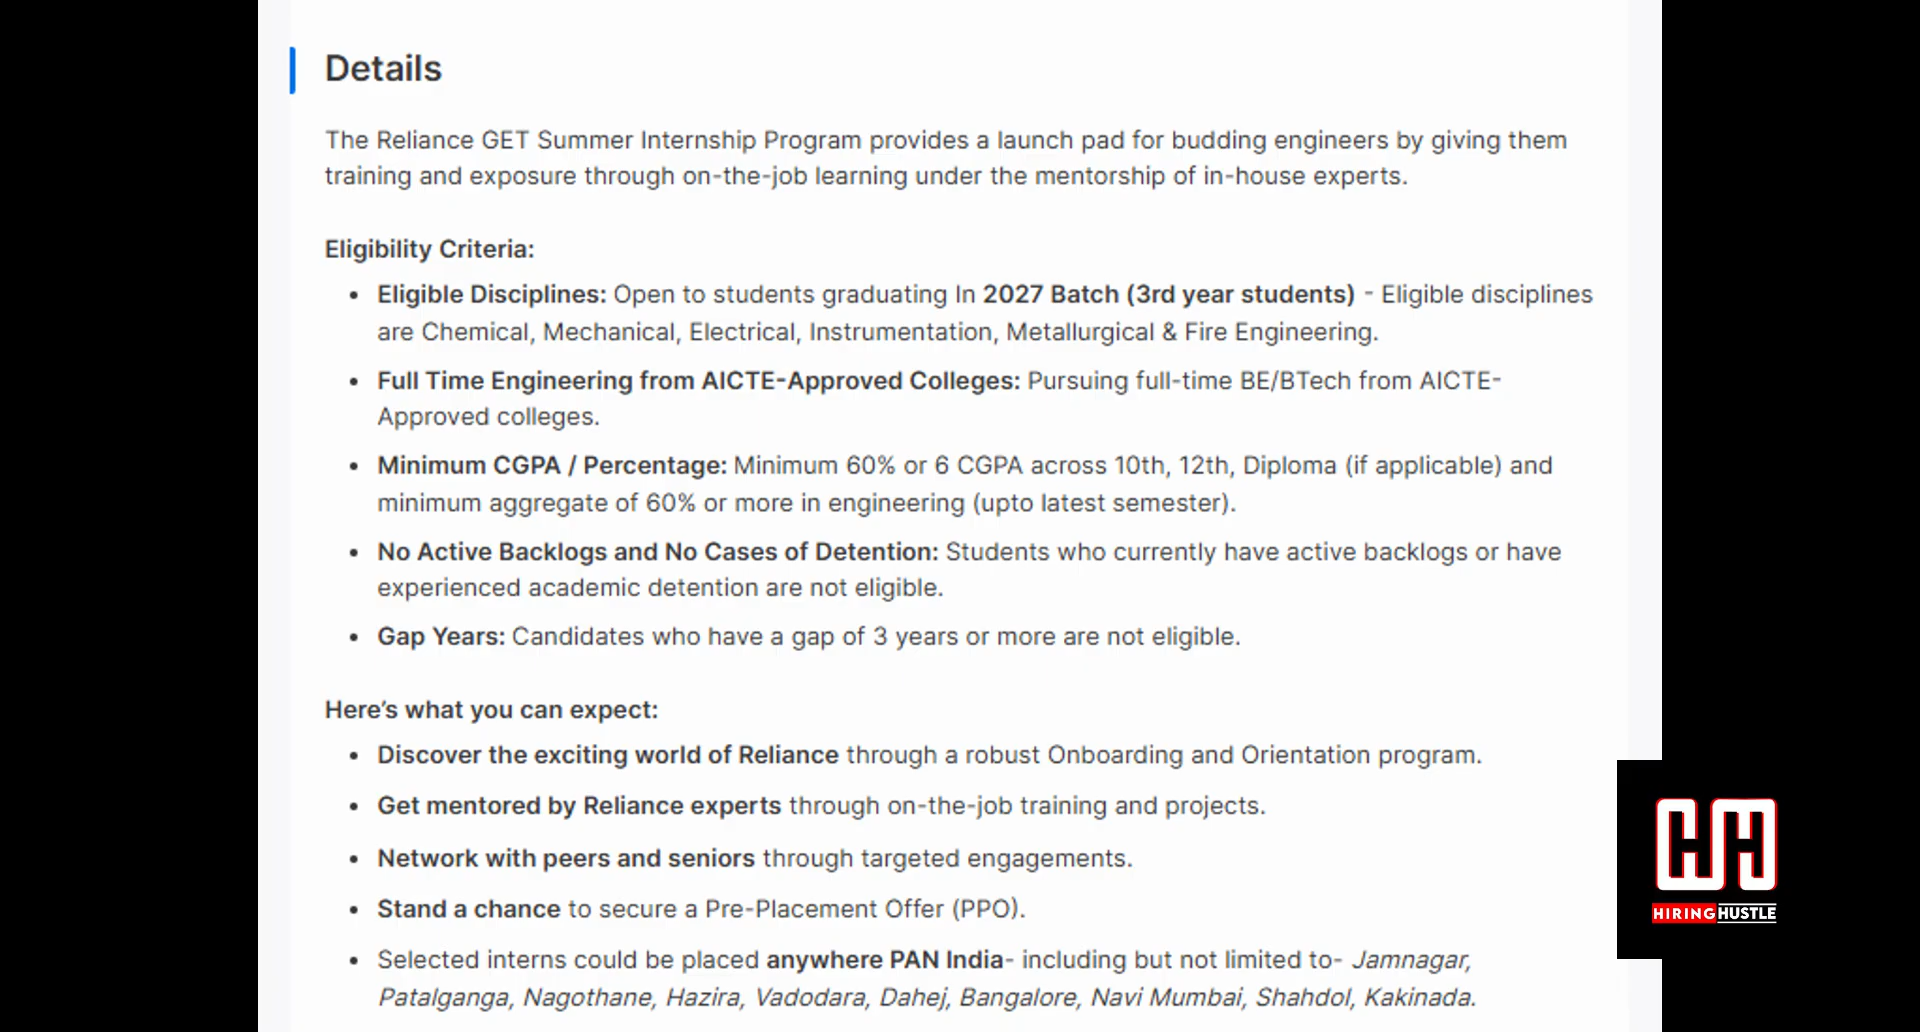 Details
The Reliance GET Summer Internship Program provides a launch pad for budding engineers by giving them
training and exposure through on-the-job learning under the mentorship of in-house experts.
Eligibility Criteria:
• Eligible Disciplines: Open to students graduating In 2027 Batch (3rd year students) - Eligible disciplines
are Chemical, Mechanical, Electrical, Instrumentation, Metallurgical & Fire Engineering.
• Full Time Engineering from AICTE-Approved Colleges: Pursuing full-time BE/BTech from AICTE-
Approved colleges.
• Minimum CGPA / Percentage: Minimum 60% or 6 CGPA across 10th, 12th, Diploma (if applicable) and
minimum aggregate of 60% or more in engineering (upto latest semester).
• No Active Backlogs and No Cases of Detention: Students who currently have active backlogs or have
experienced academic detention are not eligible.
• Gap Years: Candidates who have a gap of 3 years or more are not eligible.
Here’s what you can expect:
• Discover the exciting world of Reliance through a robust Onboarding and Orientation program.
• Get mentored by Reliance experts through on-the-job training and projects.
• Network with peers and seniors through targeted engagements.
• Stand a chance to secure a Pre-Placement Offer (PPO).
• Selected interns could be placed anywhere PAN India- including but not limited to- Jamnagar,
Patalganga, Nagothane, Hazira, Vadodara, Dahej, Bangalore, Navi Mumbai, Shahdol, Kakinada.
HIRING HUSTLE